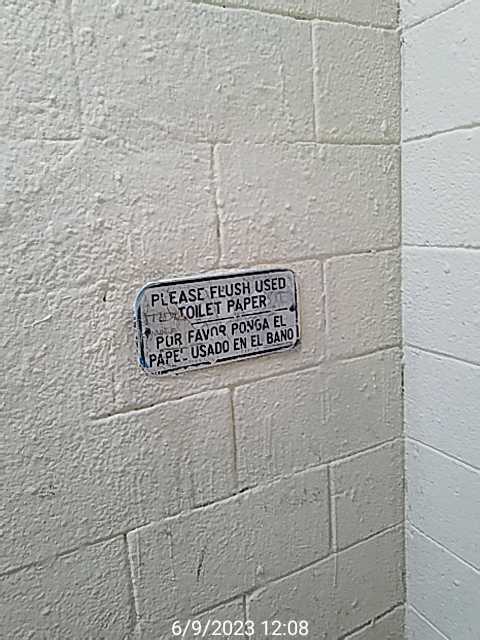 PLEASE FLUSH USED
TOILET PAPER
POR FAVOR PONGA EL
PAPEL USADO EN EL BANO
6/9/2023 12:08